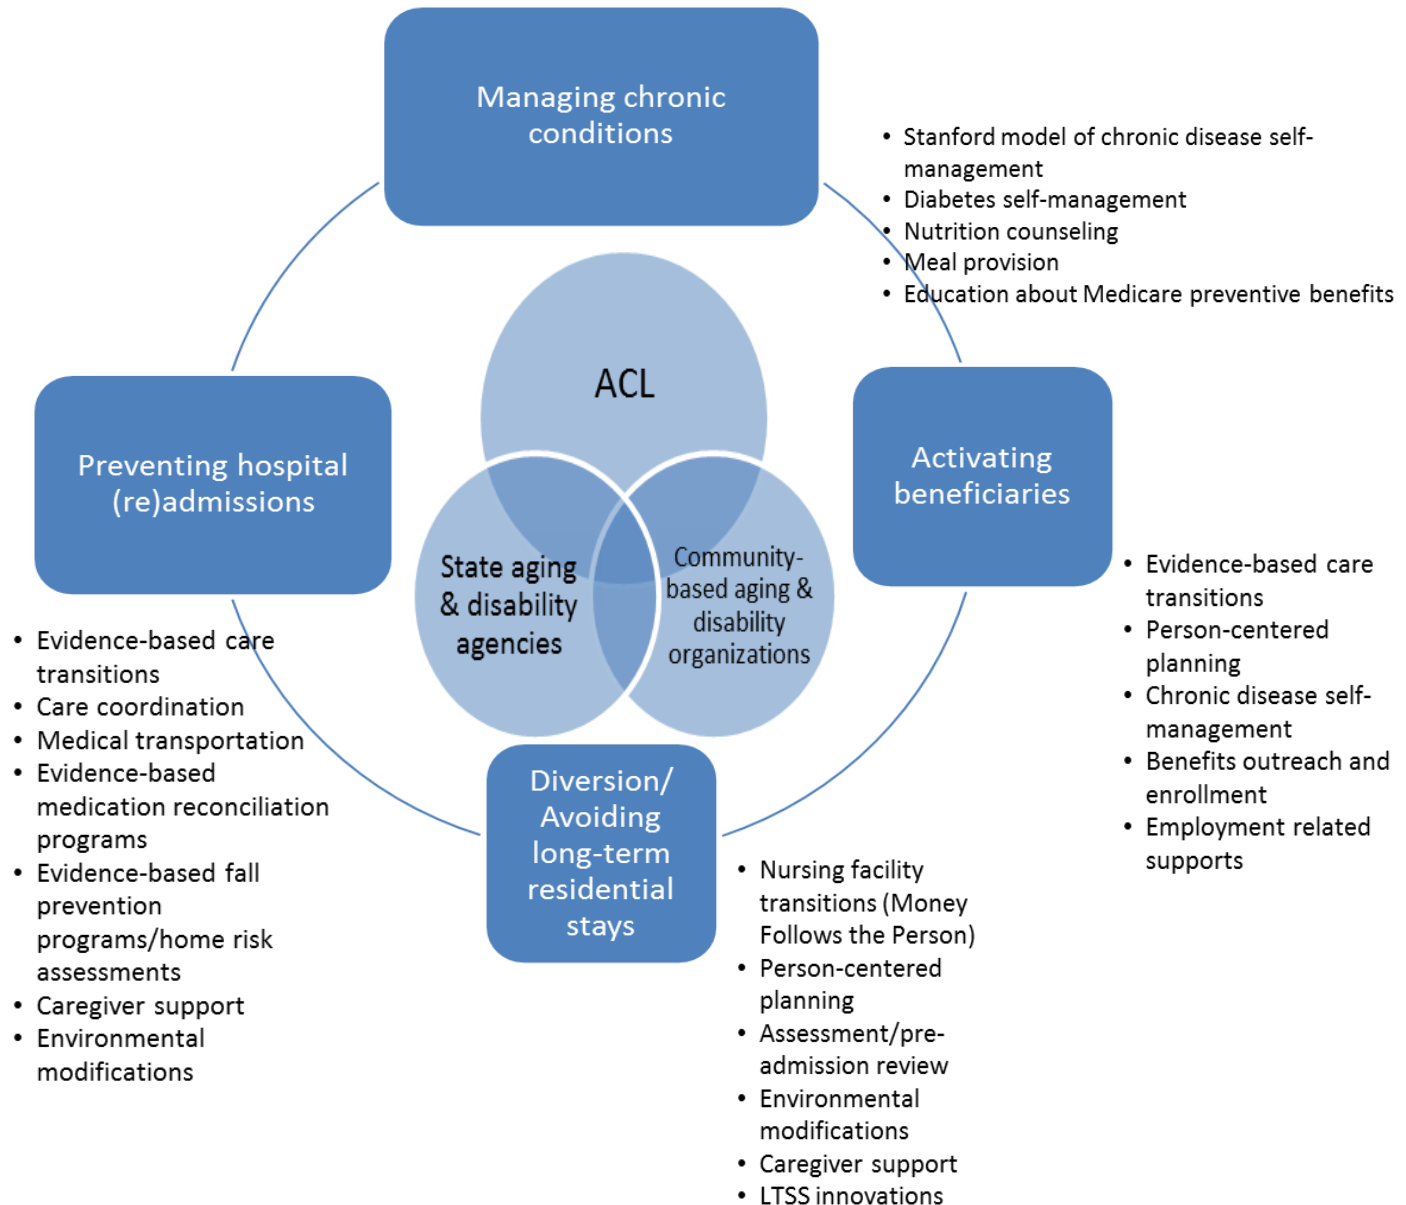 Managing chronic
conditions
• Stanford model of chronic disease self-
management
• Diabetes self-management
• Nutrition counseling
• Meal provision
• Education about Medicare preventive benefits
ACL
Preventing hospital
(re)admissions
Activating
beneficiaries
State aging
& disability
agencies
Community-
based aging &
disability
organizations
• Evidence-based care
transitions
• Person-centered
planning
• Chronic disease self-
management
• Benefits outreach and
enrollment
• Employment related
supports
• Evidence-based care
transitions
• Care coordination
• Medical transportation
• Evidence-based
medication reconciliation
programs
• Evidence-based fall
prevention
programs/home risk
assessments
• Caregiver support
• Environmental
modifications
Diversion/
Avoiding
long-term
residential
stays
• Nursing facility
transitions (Money
Follows the Person)
• Person-centered
planning
• Assessment/pre-
admission review
• Environmental
modifications
• Caregiver support
• LTSS innovations